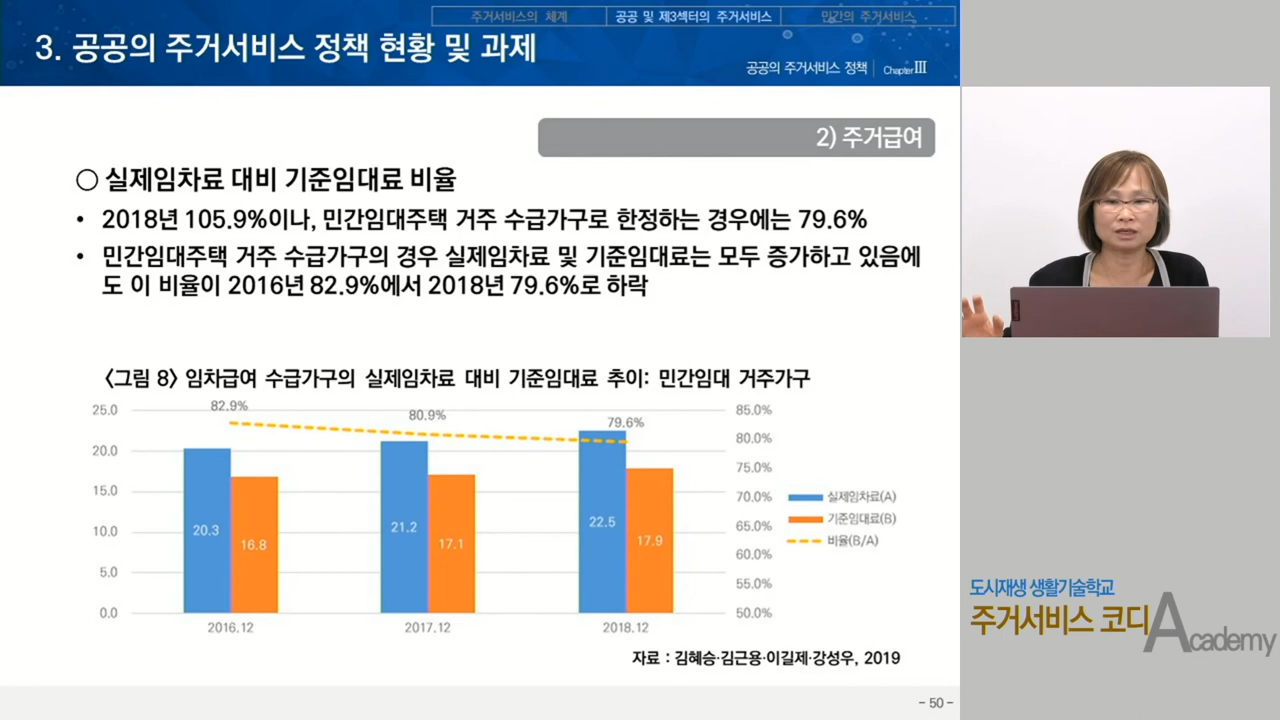 주거서비스의 체계
공공 및 제3섹터의 주거서비스
민간의 주거서비스
3. 공공의 주거서비스 정책 현황 및 과제
공공의 주거서비스 정책 | Chapter Ⅲ
2) 주거급여
○ 실제임차료 대비 기준임대료 비율
• 2018년 105.9%이나, 민간임대주택 거주 수급가구로 한정하는 경우에는 79.6%
• 민간임대주택 거주 수급가구의 경우 실제임차료 및 기준임대료는 모두 증가하고 있음에
도 이 비율이 2016년 82.9%에서 2018년 79.6%로 하락
〈그림 8〉 임차급여 수급가구의 실제임차료 대비 기준임대료 추이: 민간임대 거주가구
25.0
20.0
15.0
10.0
5.0
0.0
82.9%
80.9%
79.6%
20.3
16.8
21.2
17.1
22.5
17.9
2016.12
2017.12
2018.12
85.0%
80.0%
75.0%
70.0%
65.0%
60.0%
55.0%
50.0%
실제임차료(A)
기준임대료(B)
비율(B/A)
자료 : 김혜승·김근용·이길제·강성우, 2019
- 50 -
Lenovo
도시재생 생활기술학교
주거서비스 코디 Academy